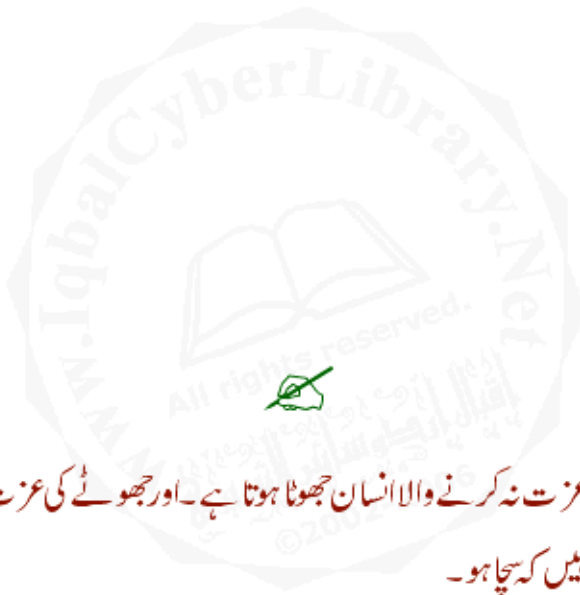 www.IqbalCyberLibrary.Net
All rights reserved.
©2002
عزت نہ کرنے والا انسان جھوٹا ہوتا ہے۔ اور جھوٹے کی عزت
کہ سچا ہو۔